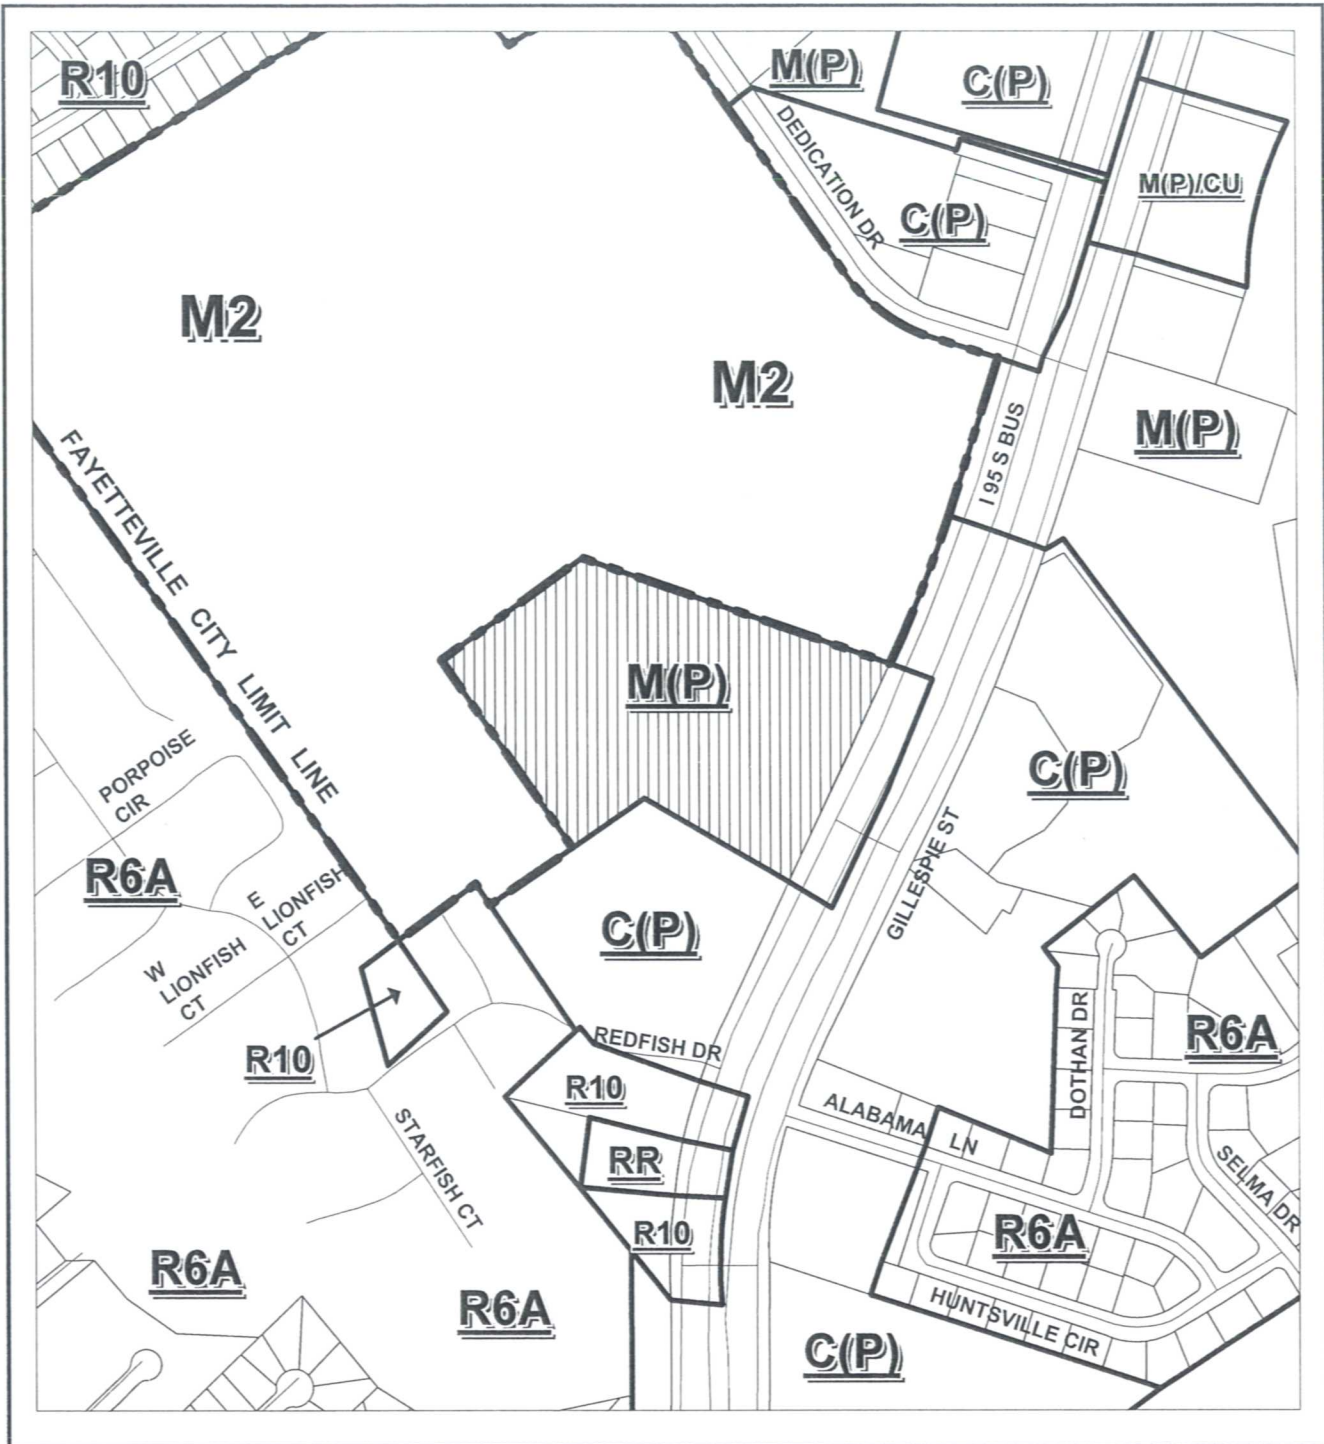 R10
M(P)
C(P)
M(P)/CU
DEDICATION DR
C(P)
M2
M2
I 95 S BUS
M(P)
FAYETTEVILLE CITY LIMIT LINE
M(P)
C(P)
PORPOISE
CIR
GILLESPIE ST
R6A
E
LIONFISH
CT
W
LIONFISH
CT
C(P)
R10
REDFISH DR
DOTHAN DR
R6A
R10
ALABAMA LN
STARFISH CT
RR
SELMA DR
R10
R6A
R6A
R6A
HUNTSVILLE CIR
C(P)